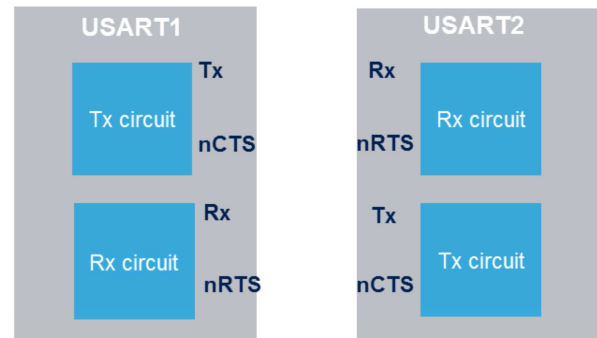 USART1
Tx
Tx circuit
nCTS
Rx
Rx circuit
nRTS
USART2
Rx
Rx circuit
nRTS
Tx
Tx circuit
nCTS